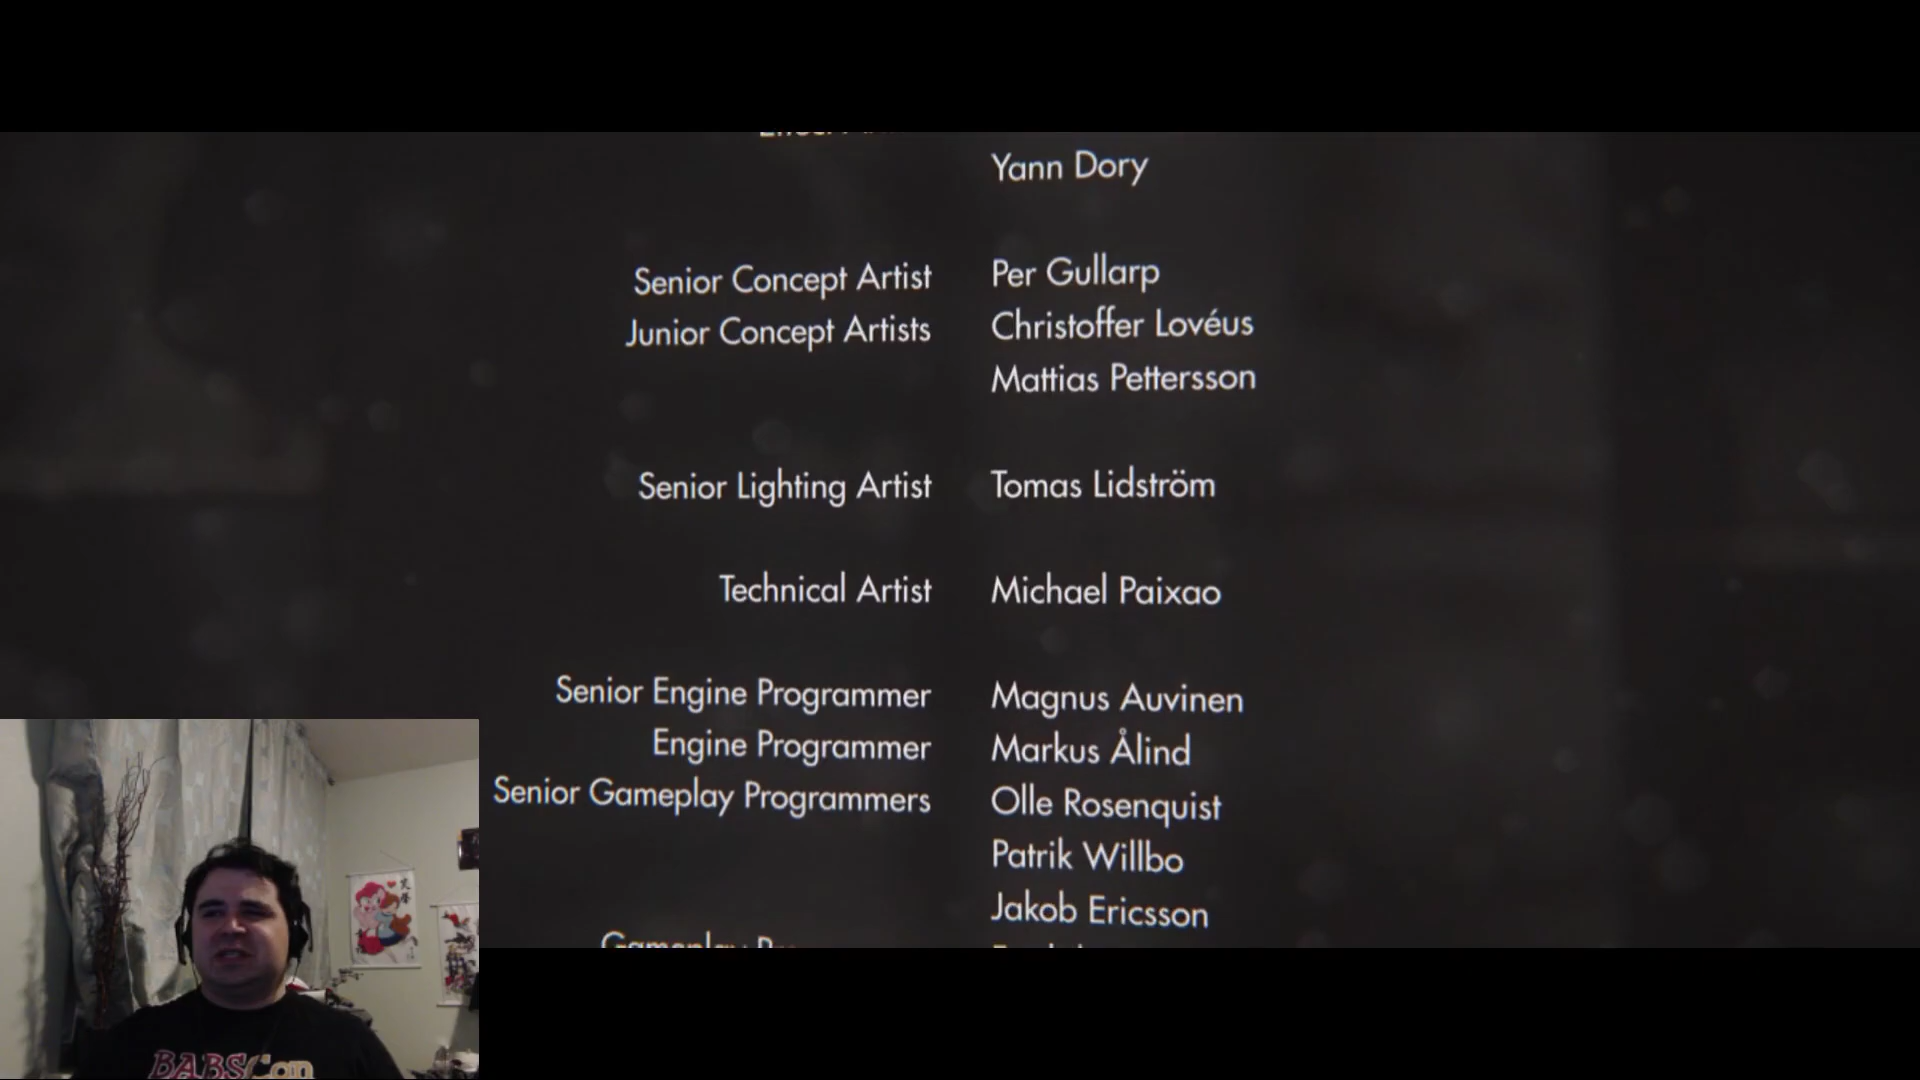 Yann Dory
Senior Concept Artist Per Gullarp
Junior Concept Artists Christoffer Lovéus
Mattias Pettersson
Senior Lighting Artist Tomas Lidström
Technical Artist Michael Paixao
Senior Engine Programmer Magnus Auvinen
Engine Programmer Markus Ålind
Senior Gameplay Programmers Olle Rosenquist
Patrik Willbo
Jakob Ericsson
Gameplay
BABSCon